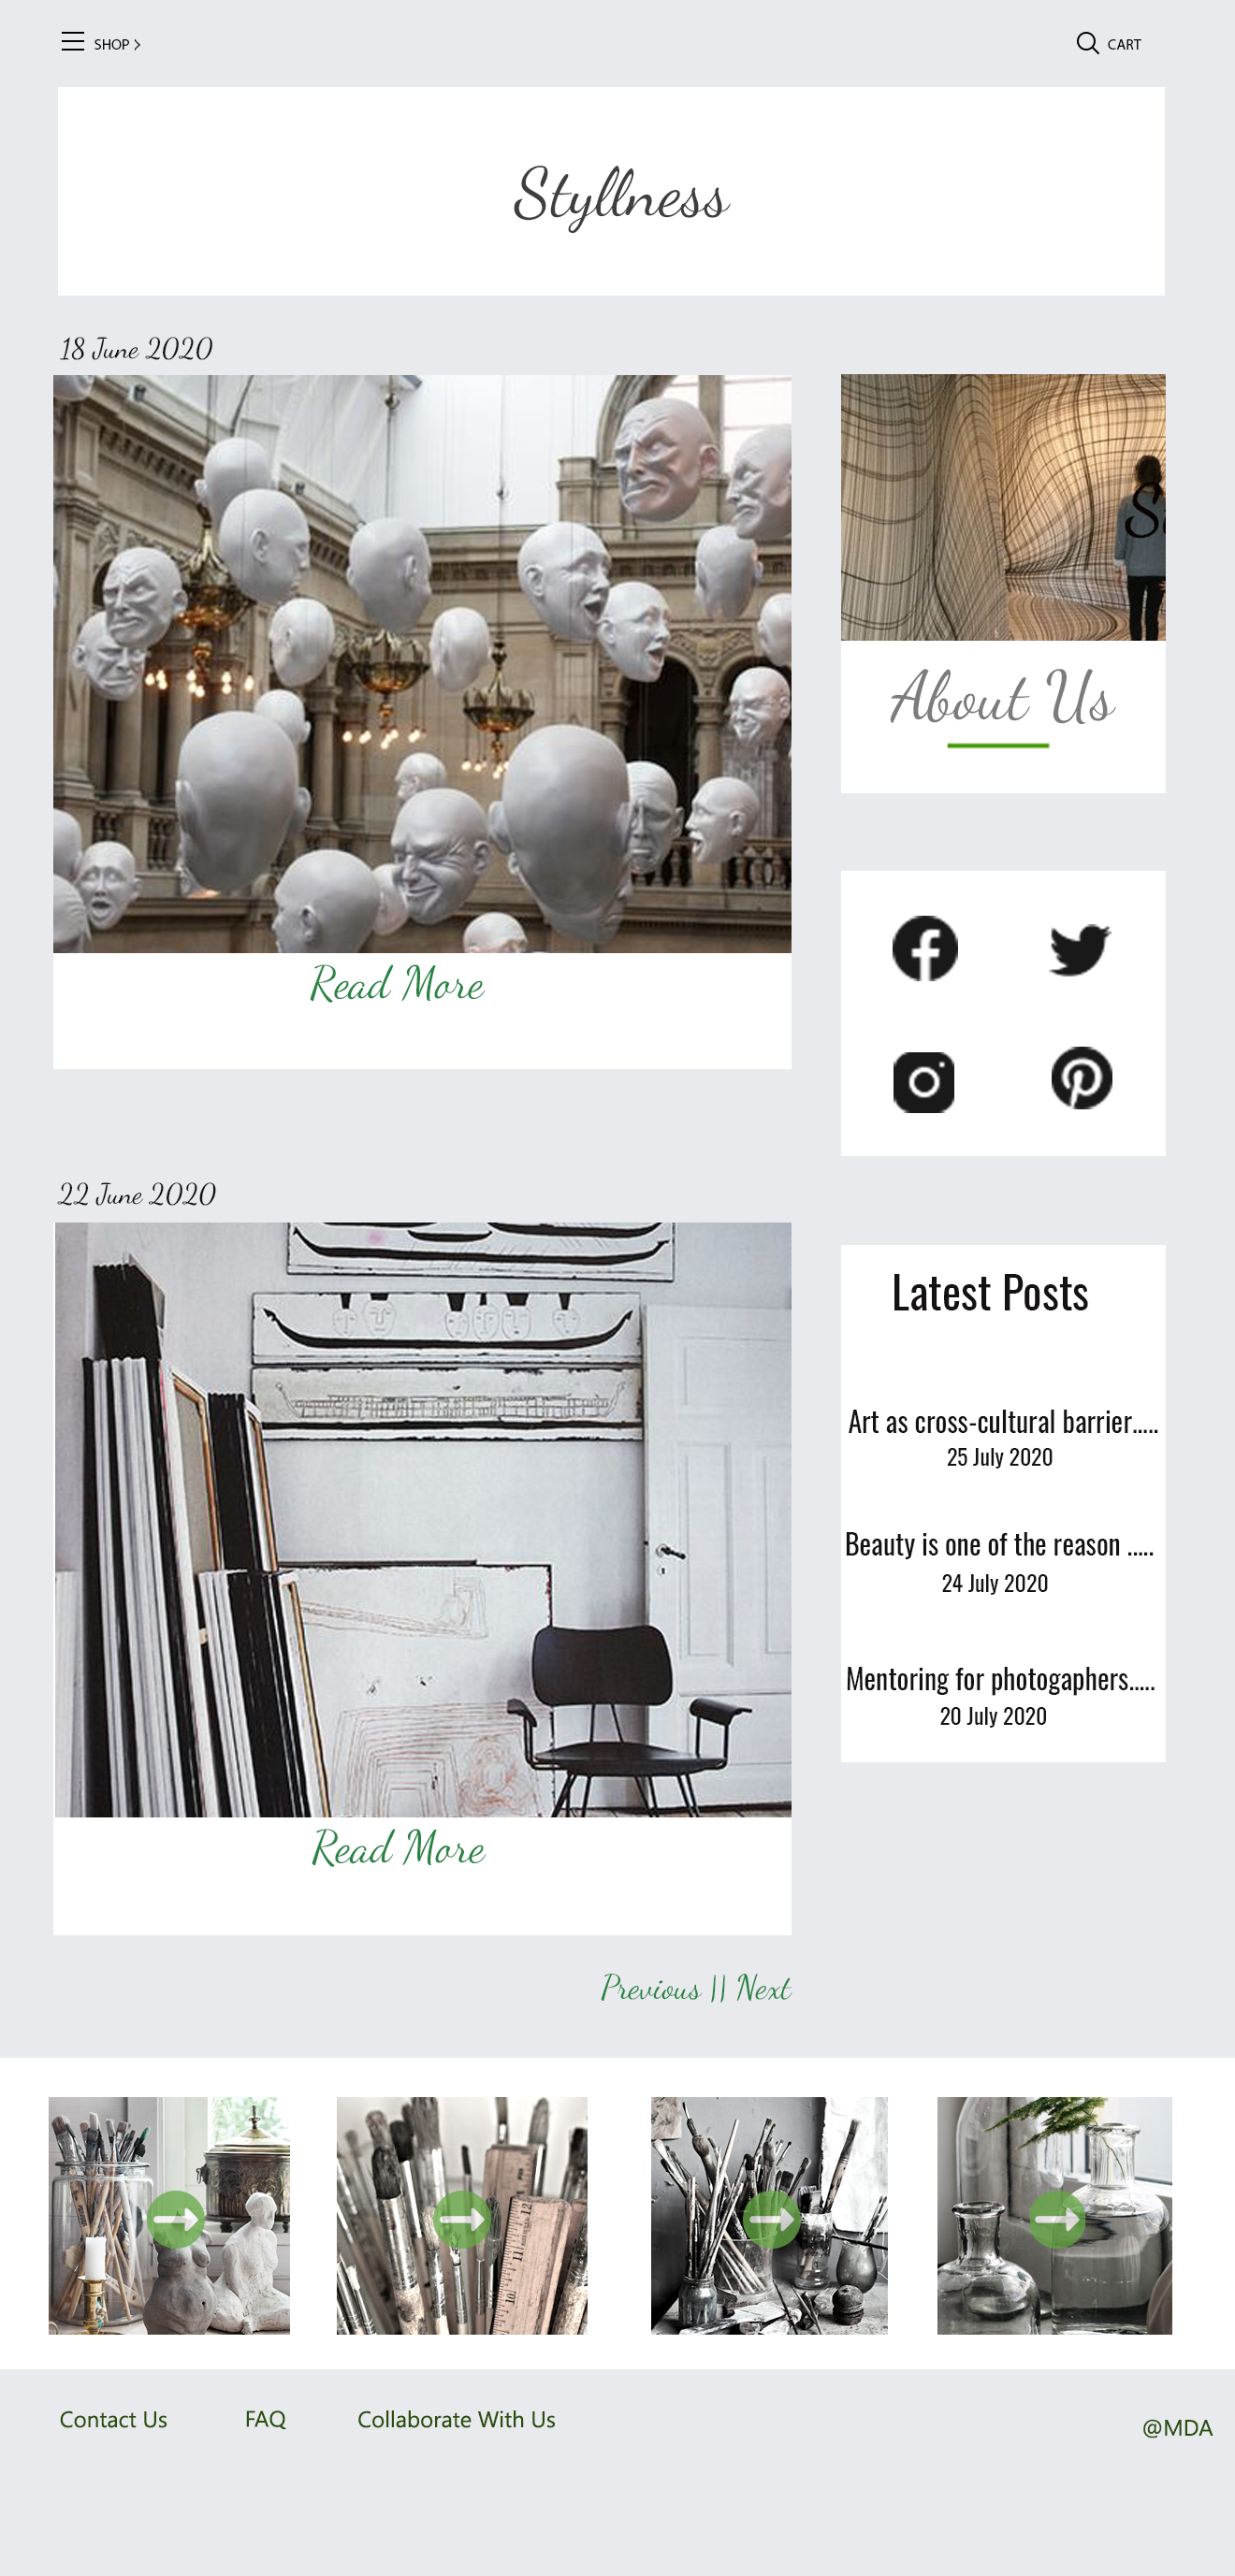 SHOP >
CART
Styllness
18 June 2020
Read More
22 June 2020
Read More
Previous || Next
About Us
Latest Posts
Art as cross-cultural barrier.....
25 July 2020
Beauty is one of the reason .....
24 July 2020
Mentoring for photogaphers.....
20 July 2020
Contact Us
FAQ
Collaborate With Us
@MDA